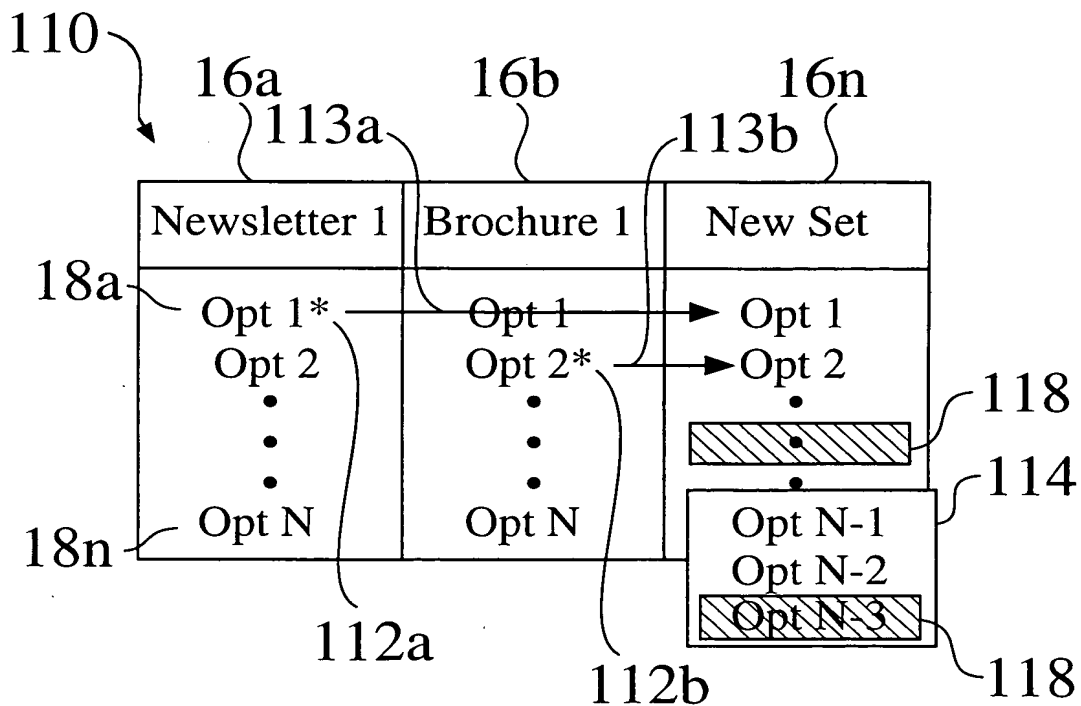 110
16a 16b 16n
113a 113b
Newsletter 1 Brochure 1 New Set
18a Opt 1* Opt 1 Opt 1
Opt 2 Opt 2* Opt 2
118
114
18n Opt N Opt N Opt N-1
Opt N-2
Opt N-3
112a 112b 118